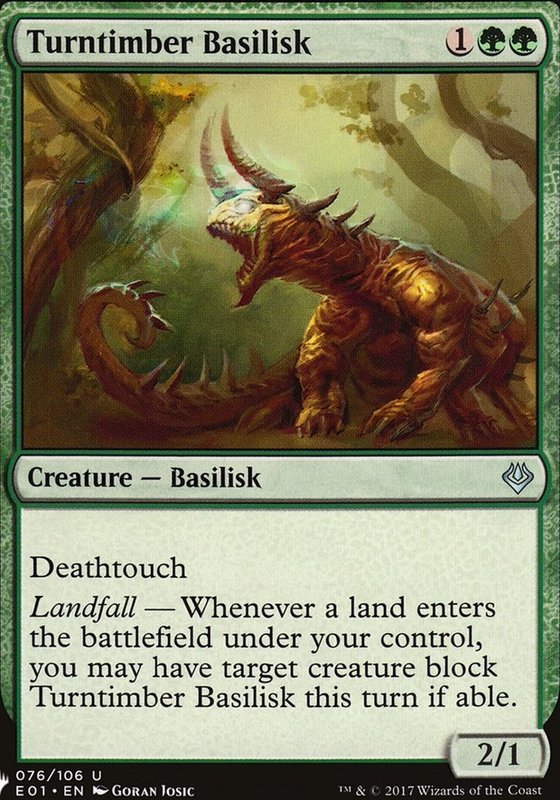 Turntimber Basilisk 1
Creature — Basilisk
Deathtouch
Landfall — Whenever a land enters
the battlefield under your control,
you may have target creature block
Turntimber Basilisk this turn if able.
2/1
076/106 U
E01 • EN Goran Josic
™ & © 2017 Wizards of the Coast